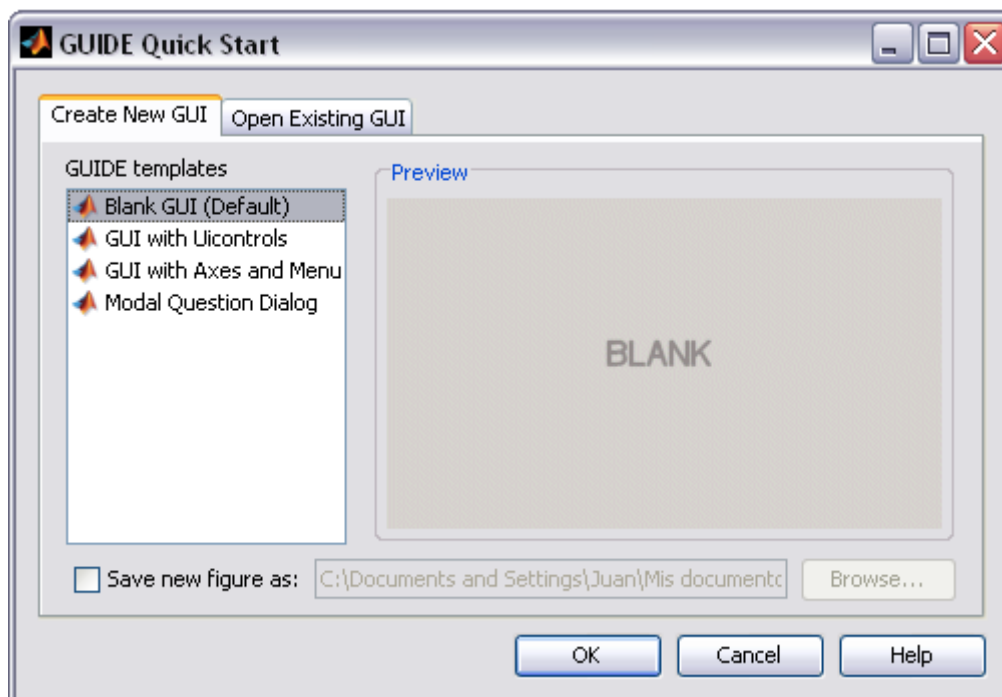 GUIDE Quick Start
Create New GUI
Open Existing GUI
GUIDE templates
Preview
Blank GUI (Default)
GUI with Uicontrols
GUI with Axes and Menu
Modal Question Dialog
BLANK
Save new figure as:
C:\Documents and Settings\Juan\Mis documentc
Browse...
OK
Cancel
Help